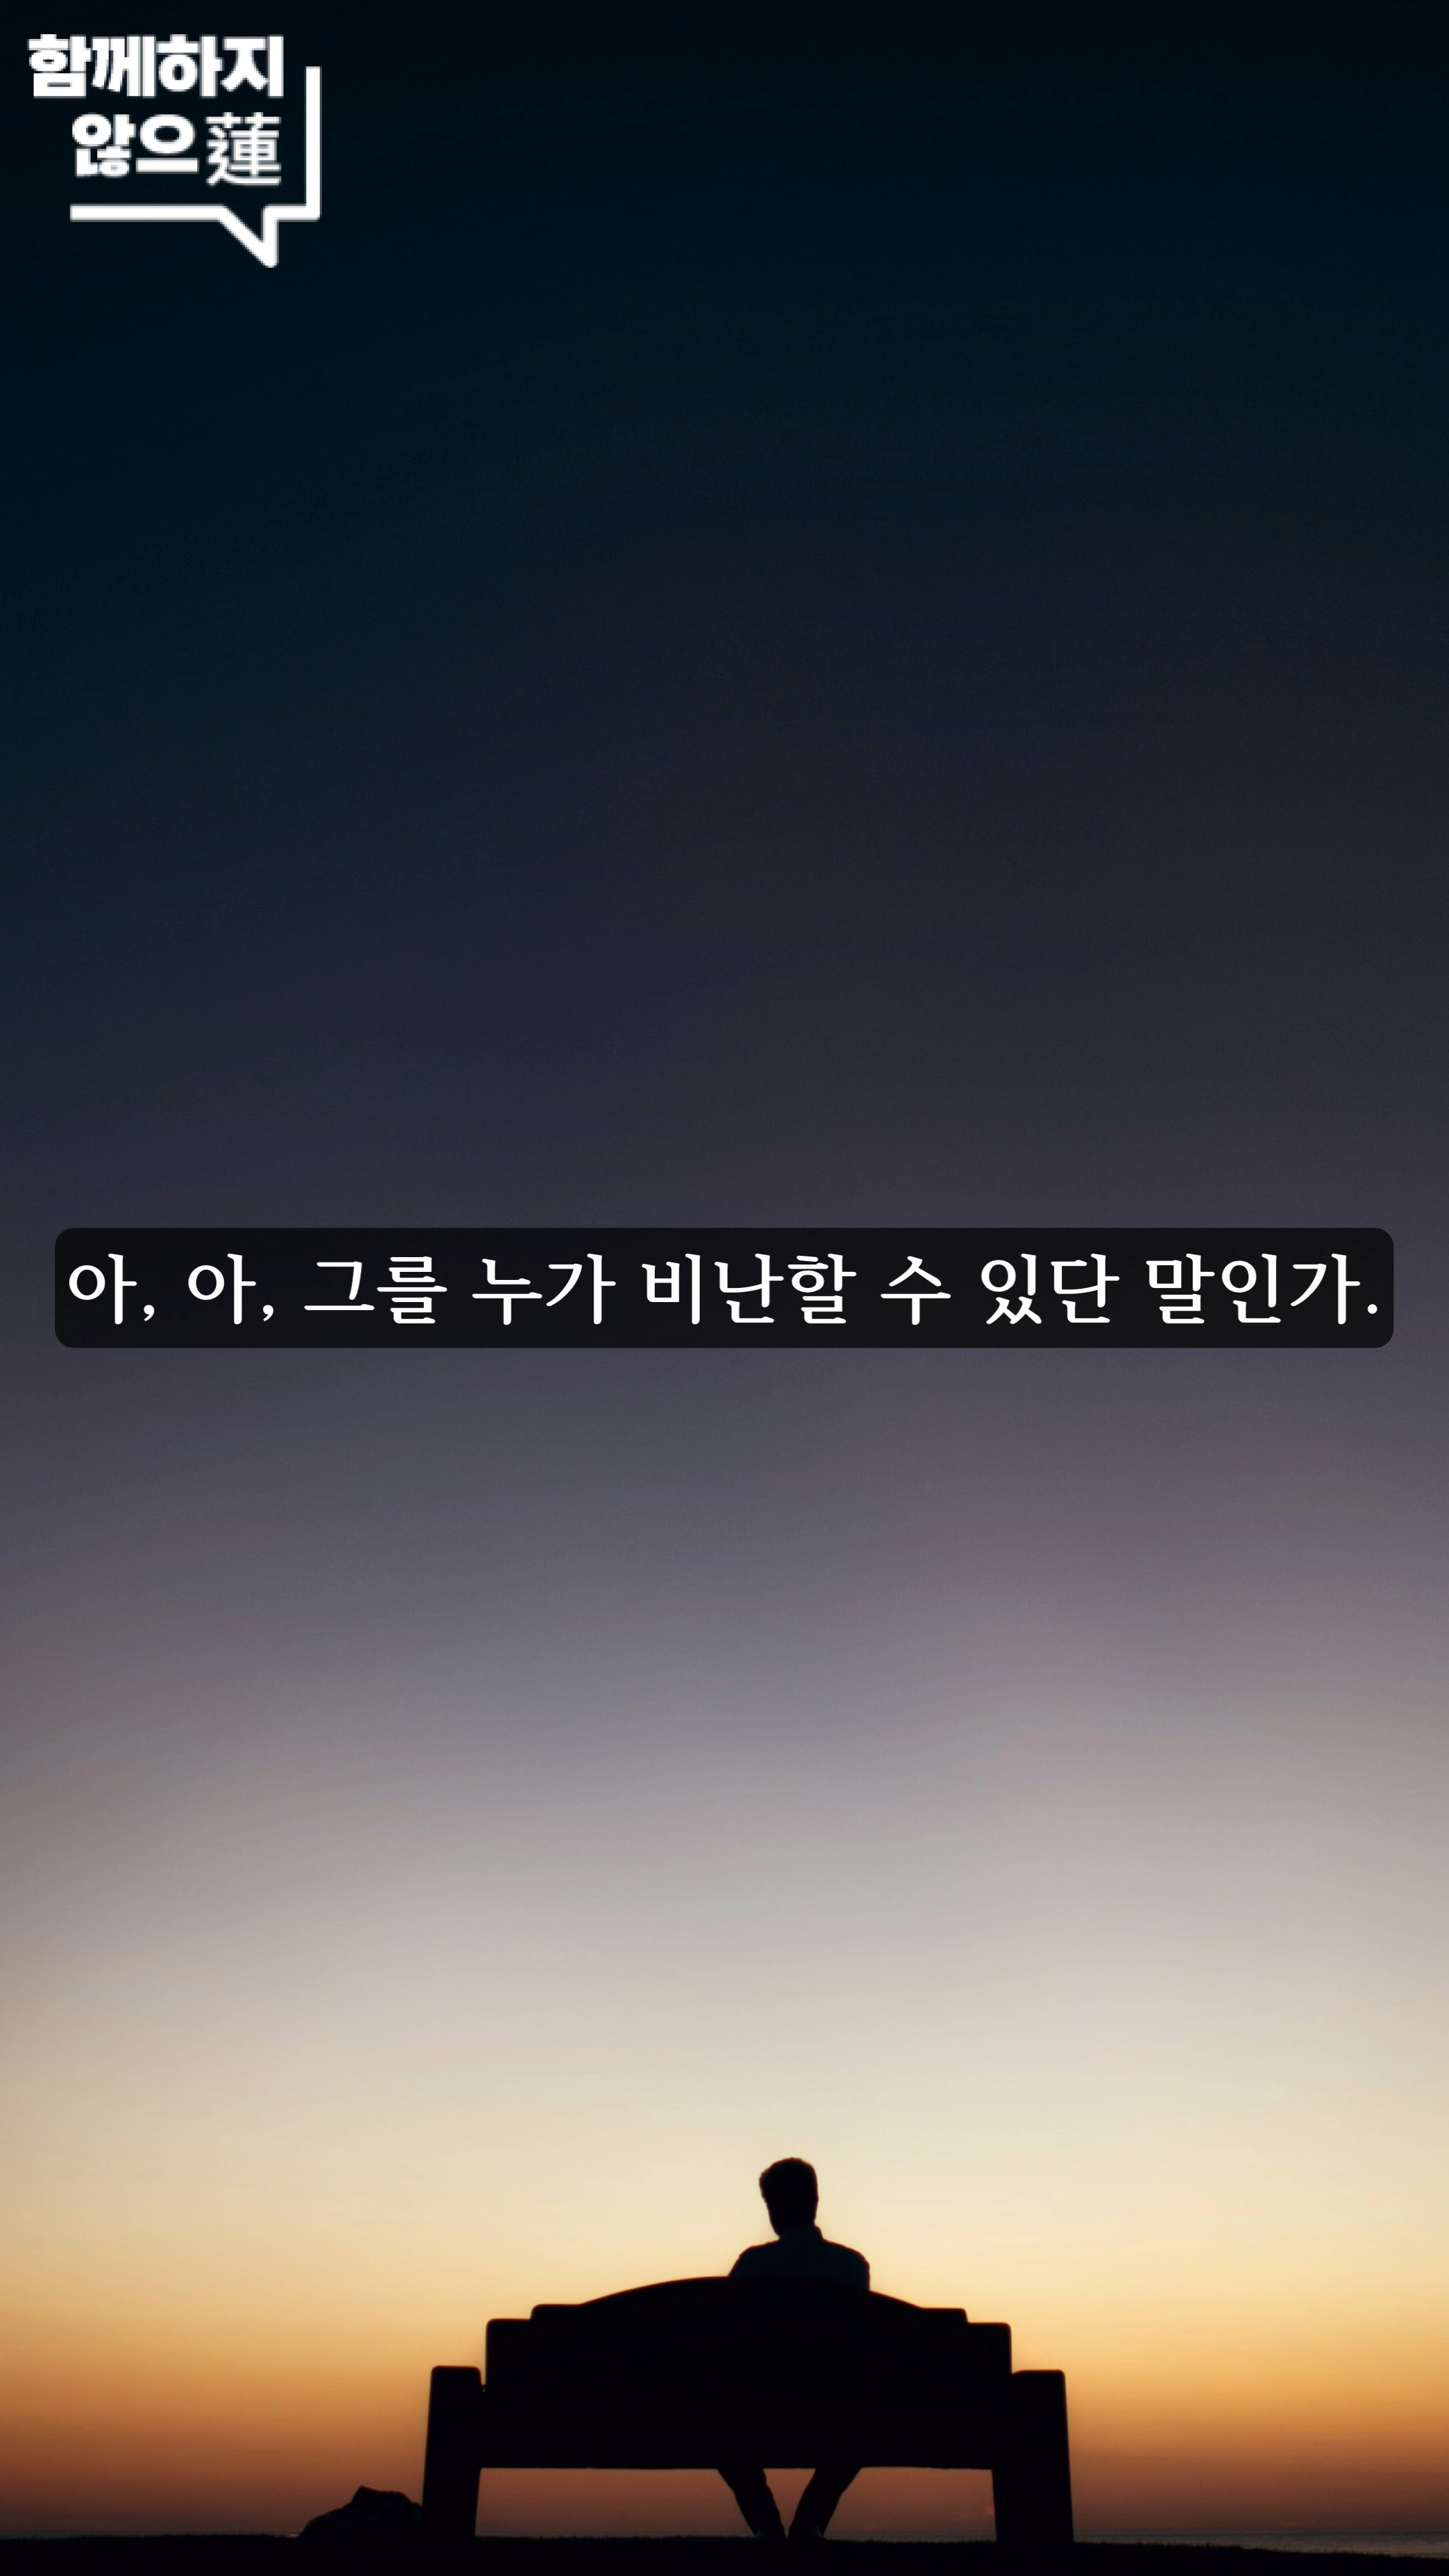 함께하지
않으蓮
아, 아, 그를 누가 비난할 수 있단 말인가.